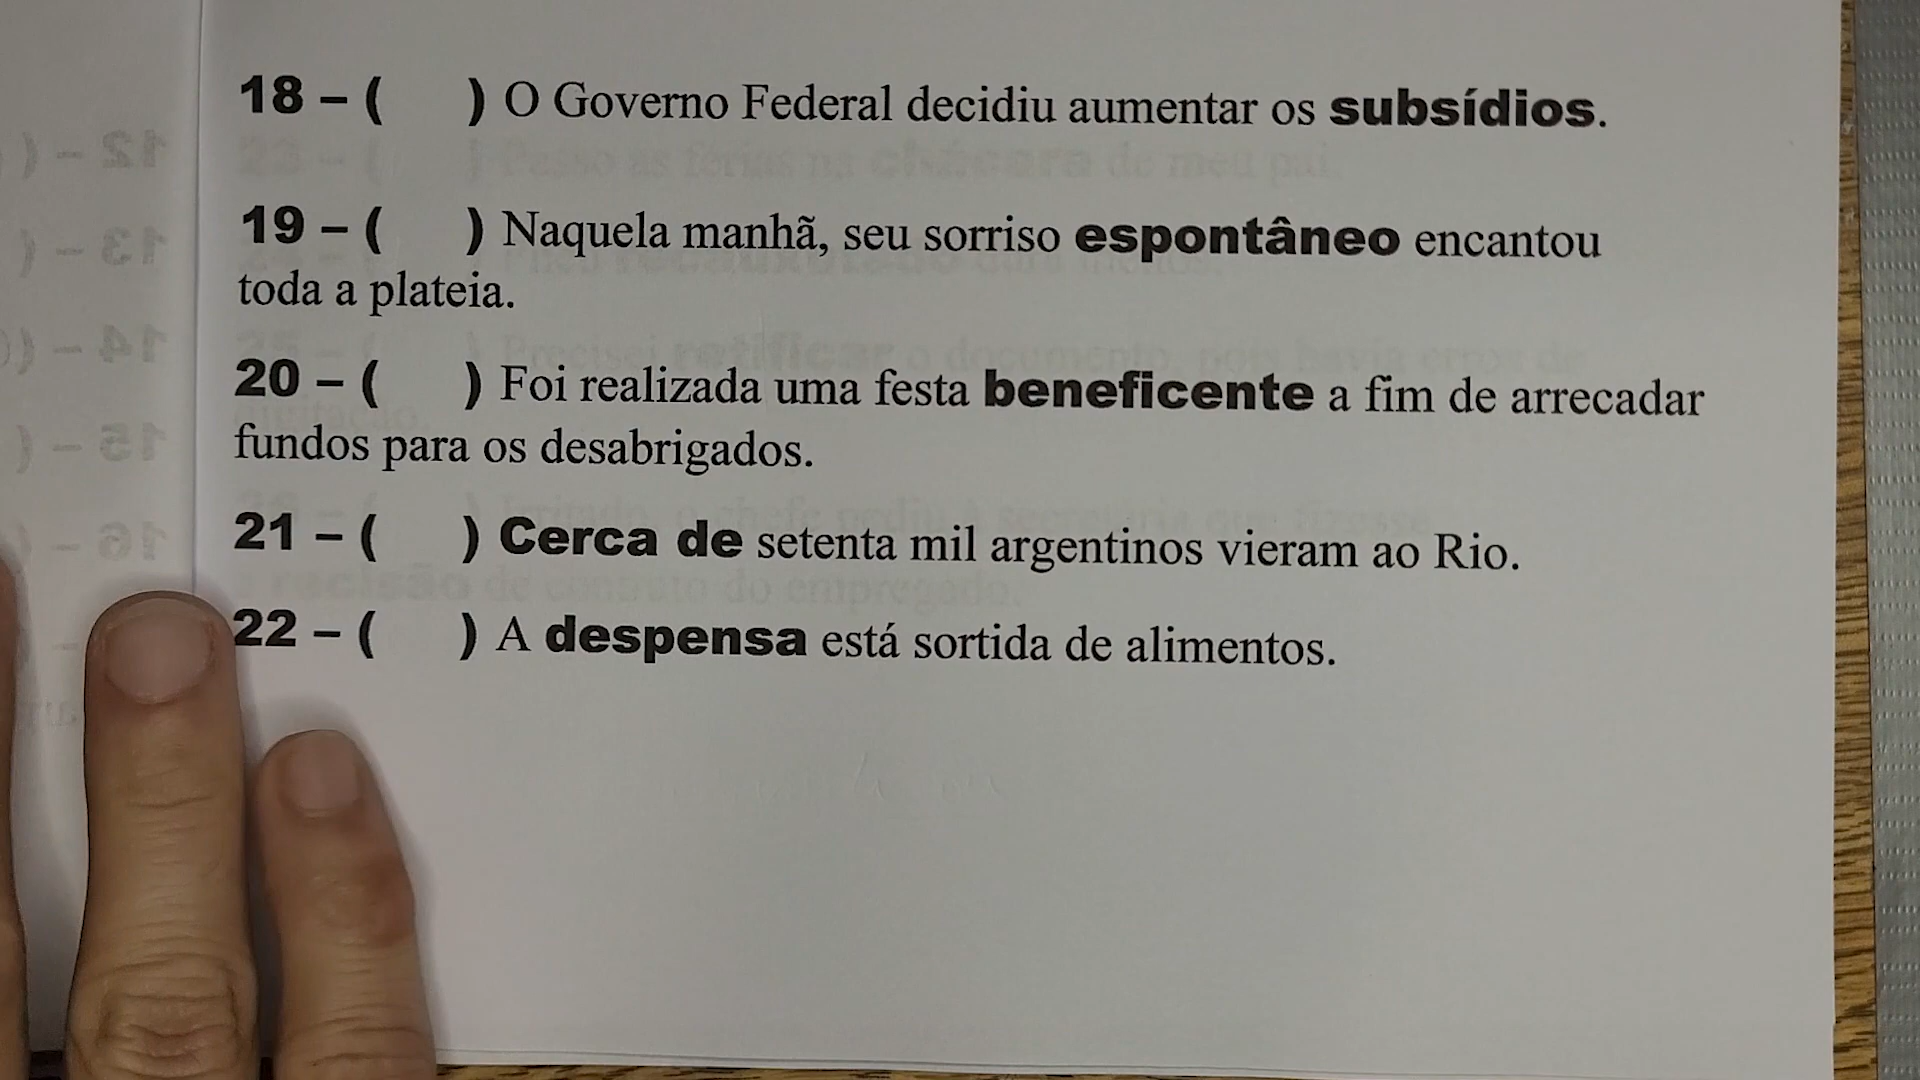 18 – ( ) O Governo Federal decidiu aumentar os subsídios.
19 – ( ) Naquela manhã, seu sorriso espontâneo encantou
toda a plateia.
20 – ( ) Foi realizada uma festa beneficente a fim de arrecadar
fundos para os desabrigados.
21 – ( ) Cerca de setenta mil argentinos vieram ao Rio.
22 – ( ) A despensa está sortida de alimentos.